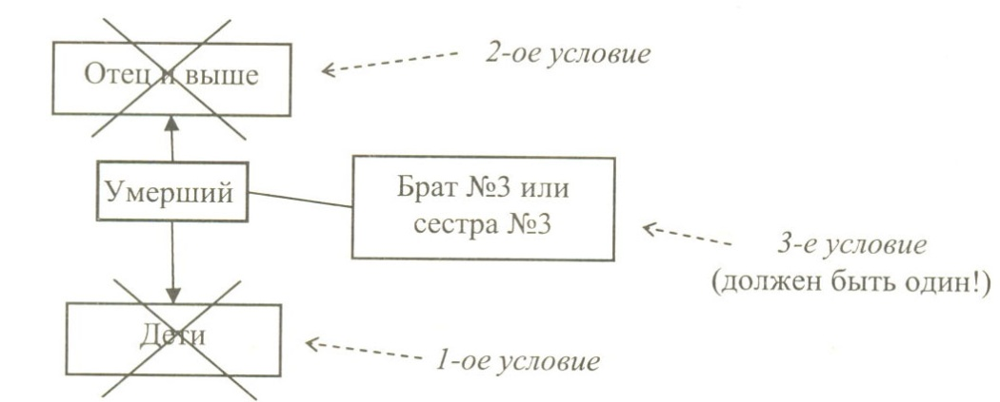 Отец и выше
2-ое условие
Умерший
Брат №3 или
сестра №3
3-е условие
(должен быть один!)
Дети
1-ое условие